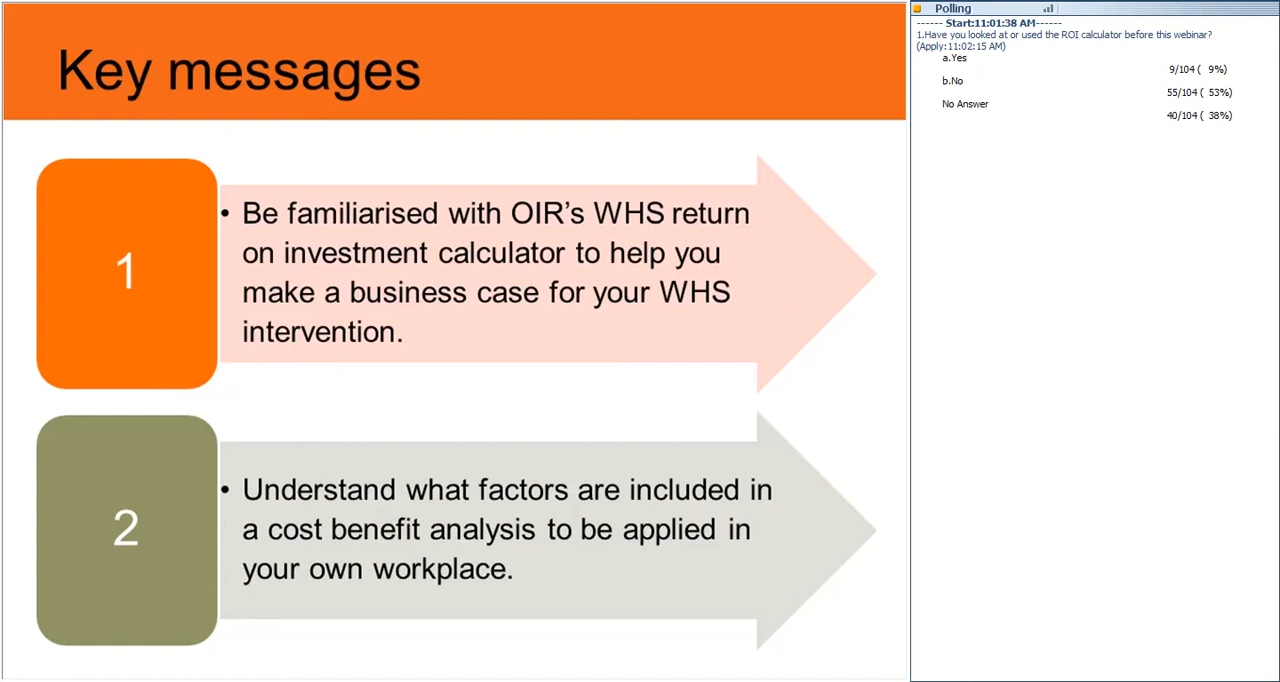 Key messages
1
• Be familiarised with OIR's WHS return
on investment calculator to help you
make a business case for your WHS
intervention.
2
• Understand what factors are included in
a cost benefit analysis to be applied in
your own workplace.
Polling
------ Start:11:01:38 AM------
1.Have you looked at or used the ROI calculator before this webinar?
(Apply:11:02:15 AM)
a.Yes
9/104 (  9%)
b.No
55/104 ( 53%)
No Answer
40/104 ( 38%)